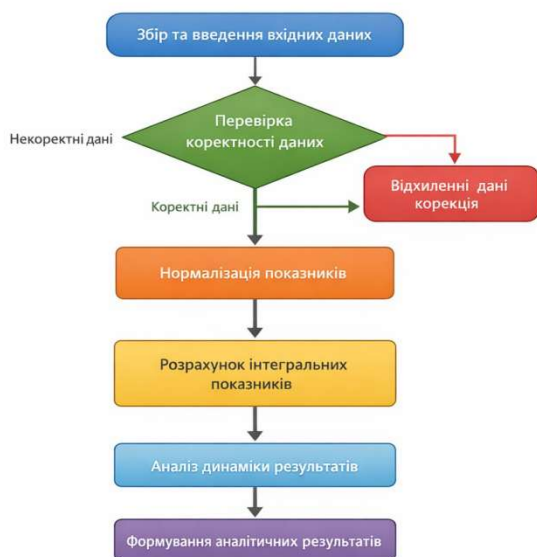 Збір та введення вхідних даних
Перевірка
коректності даних
Некоректні дані
Відхиленні дані
корекція
Коректні дані
Нормалізація показників
Розрахунок інтегральних
показників
Аналіз динаміки результатів
Формування аналітичних результатів